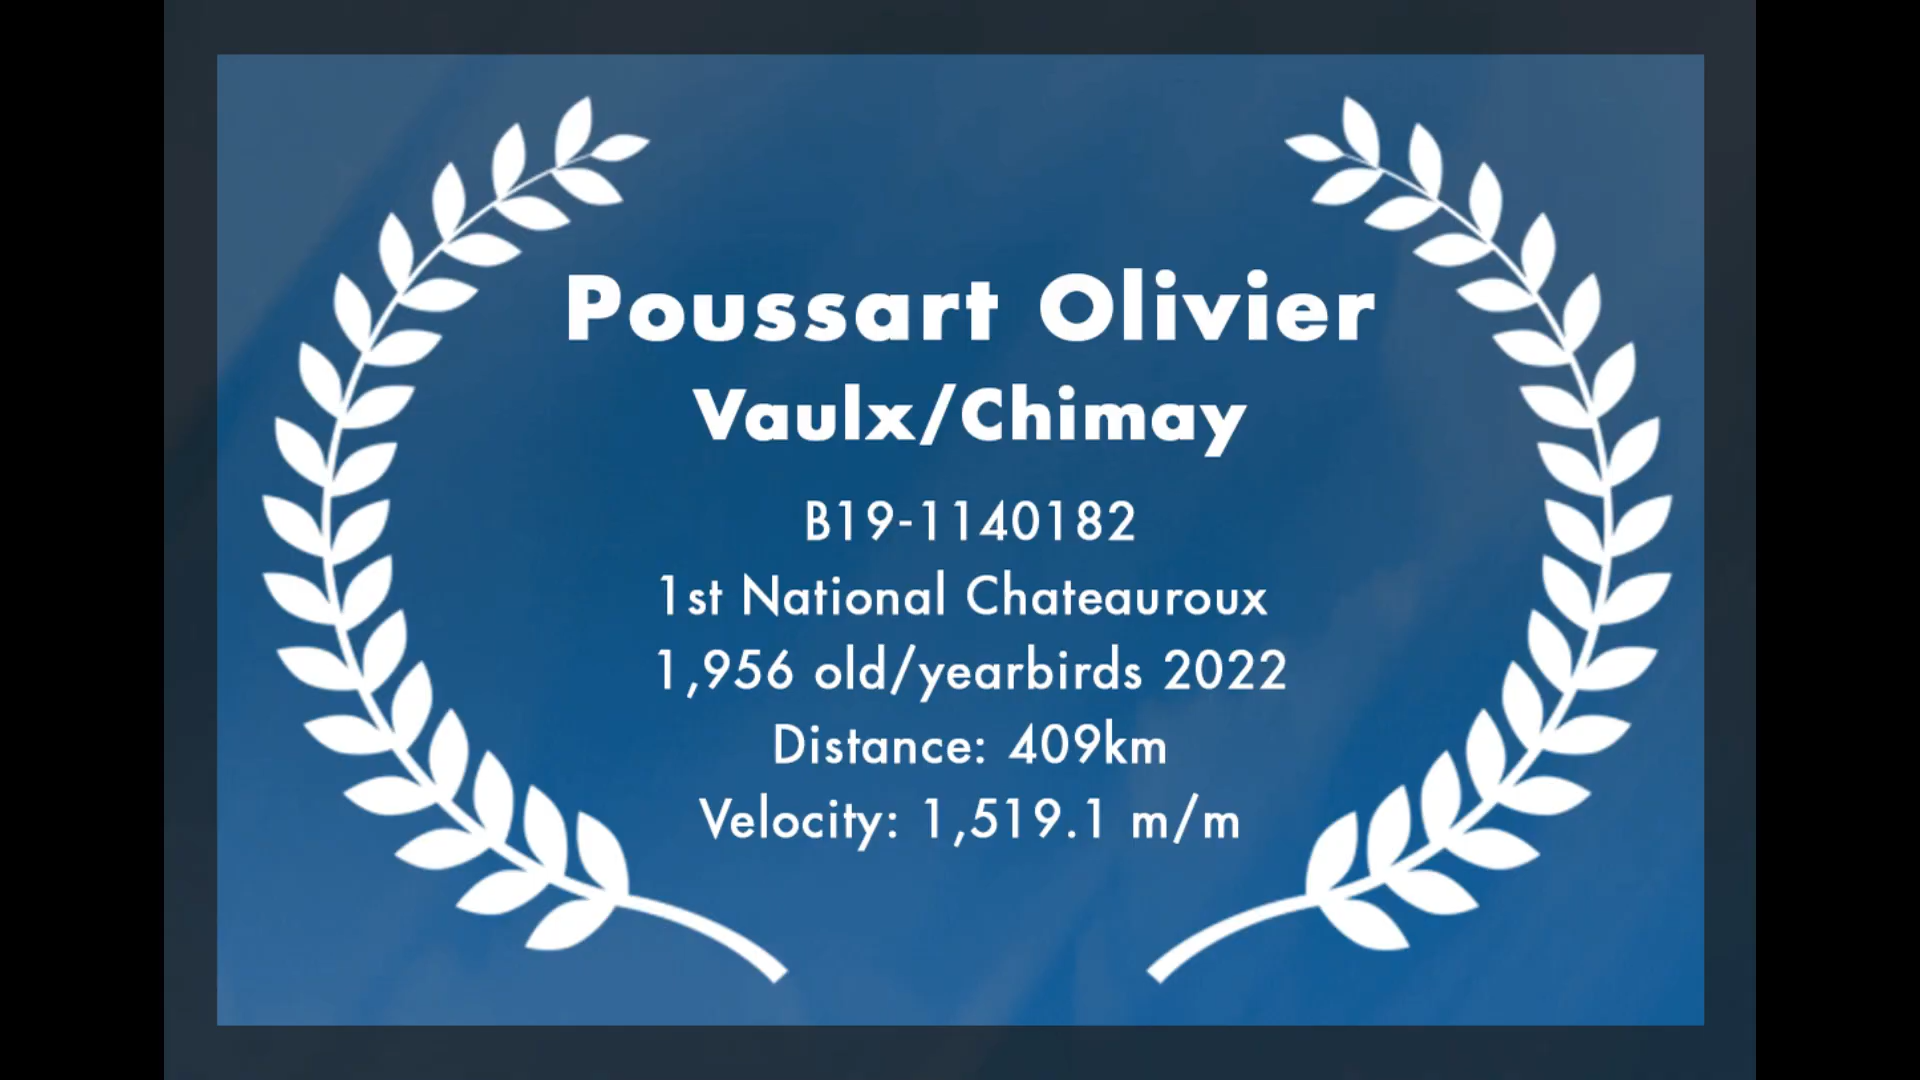 Poussart Olivier
Vaulx/Chimay
B19-1140182
1st National Chateauroux
1,956 old/yearbirds 2022
Distance: 409km
Velocity: 1,519.1 m/m